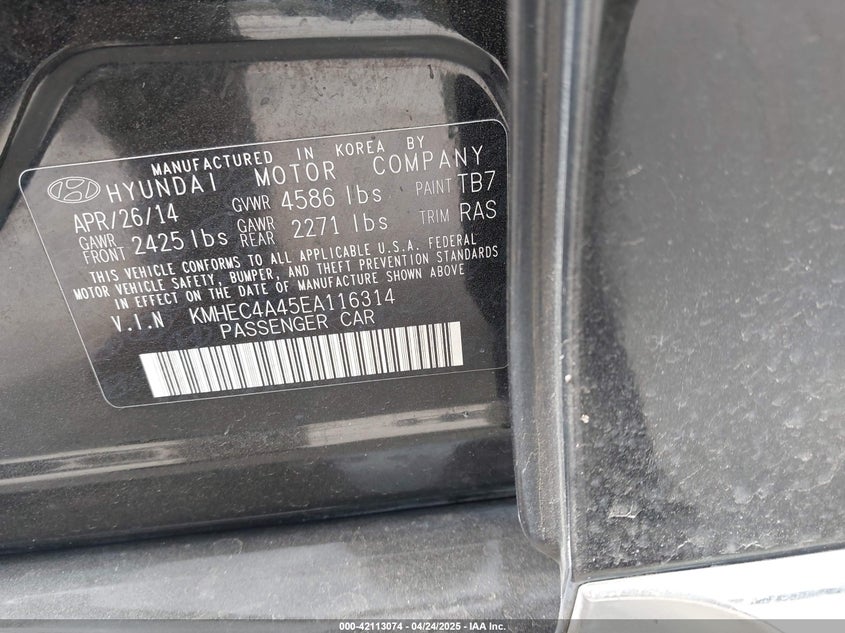 MANUFACTURED IN KOREA BY
HYUNDAI MOTOR COMPANY
APR/26/14 GVWR 4586 lbs PAINT TB7
GAWR FRONT 2425 lbs GAWR REAR 2271 lbs TRIM RAS
THIS VEHICLE CONFORMS TO ALL APPLICABLE U.S.A. FEDERAL
MOTOR VEHICLE SAFETY, BUMPER, AND THEFT PREVENTION STANDARDS
IN EFFECT ON THE DATE OF MANUFACTURE SHOWN ABOVE
V.I.N KMHEC4A45EA116314
PASSENGER CAR
000-42113074 - 04/24/2025 - IAA Inc.